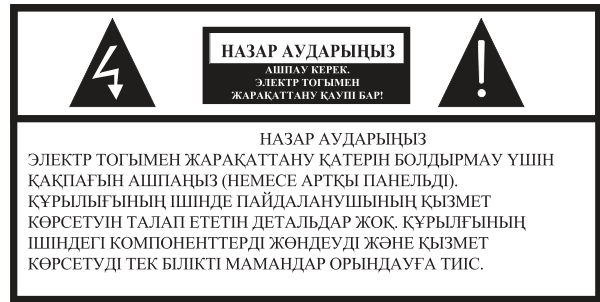 НАЗАР АУДАРЫҢЫЗ
АШПАУ КЕРЕК.
ЭЛЕКТР ТОГЫМЕН
ЖАРАҚАТТАНУ ҚАУПІ БАР!
НАЗАР АУДАРЫҢЫЗ
ЭЛЕКТР ТОГЫМЕН ЖАРАҚАТТАНУ ҚАТЕРІН БОЛДЫРМАУ ҮШІН
ҚАҚПАҒЫН АШПАҢЫЗ (НЕМЕСЕ АРТҚЫ ПАНЕЛЬДІ).
ҚҰРЫЛЫҒЫНЫҢ ІШІНДЕ ПАЙДАЛАНУШЫНЫҢ ҚЫЗМЕТ
КӨРСЕТУІН ТАЛАП ЕТЕТІН ДЕТАЛЬДАР ЖОҚ. ҚҰРЫЛҒЫНЫҢ
ІШІНДЕГІ КОМПОНЕНТТЕРДІ ЖӨНДЕУДІ ЖӘНЕ ҚЫЗМЕТ
КӨРСЕТУДІ ТЕК БІЛІКТІ МАМАНДАР ОРЫНДАУҒА ТИІС.